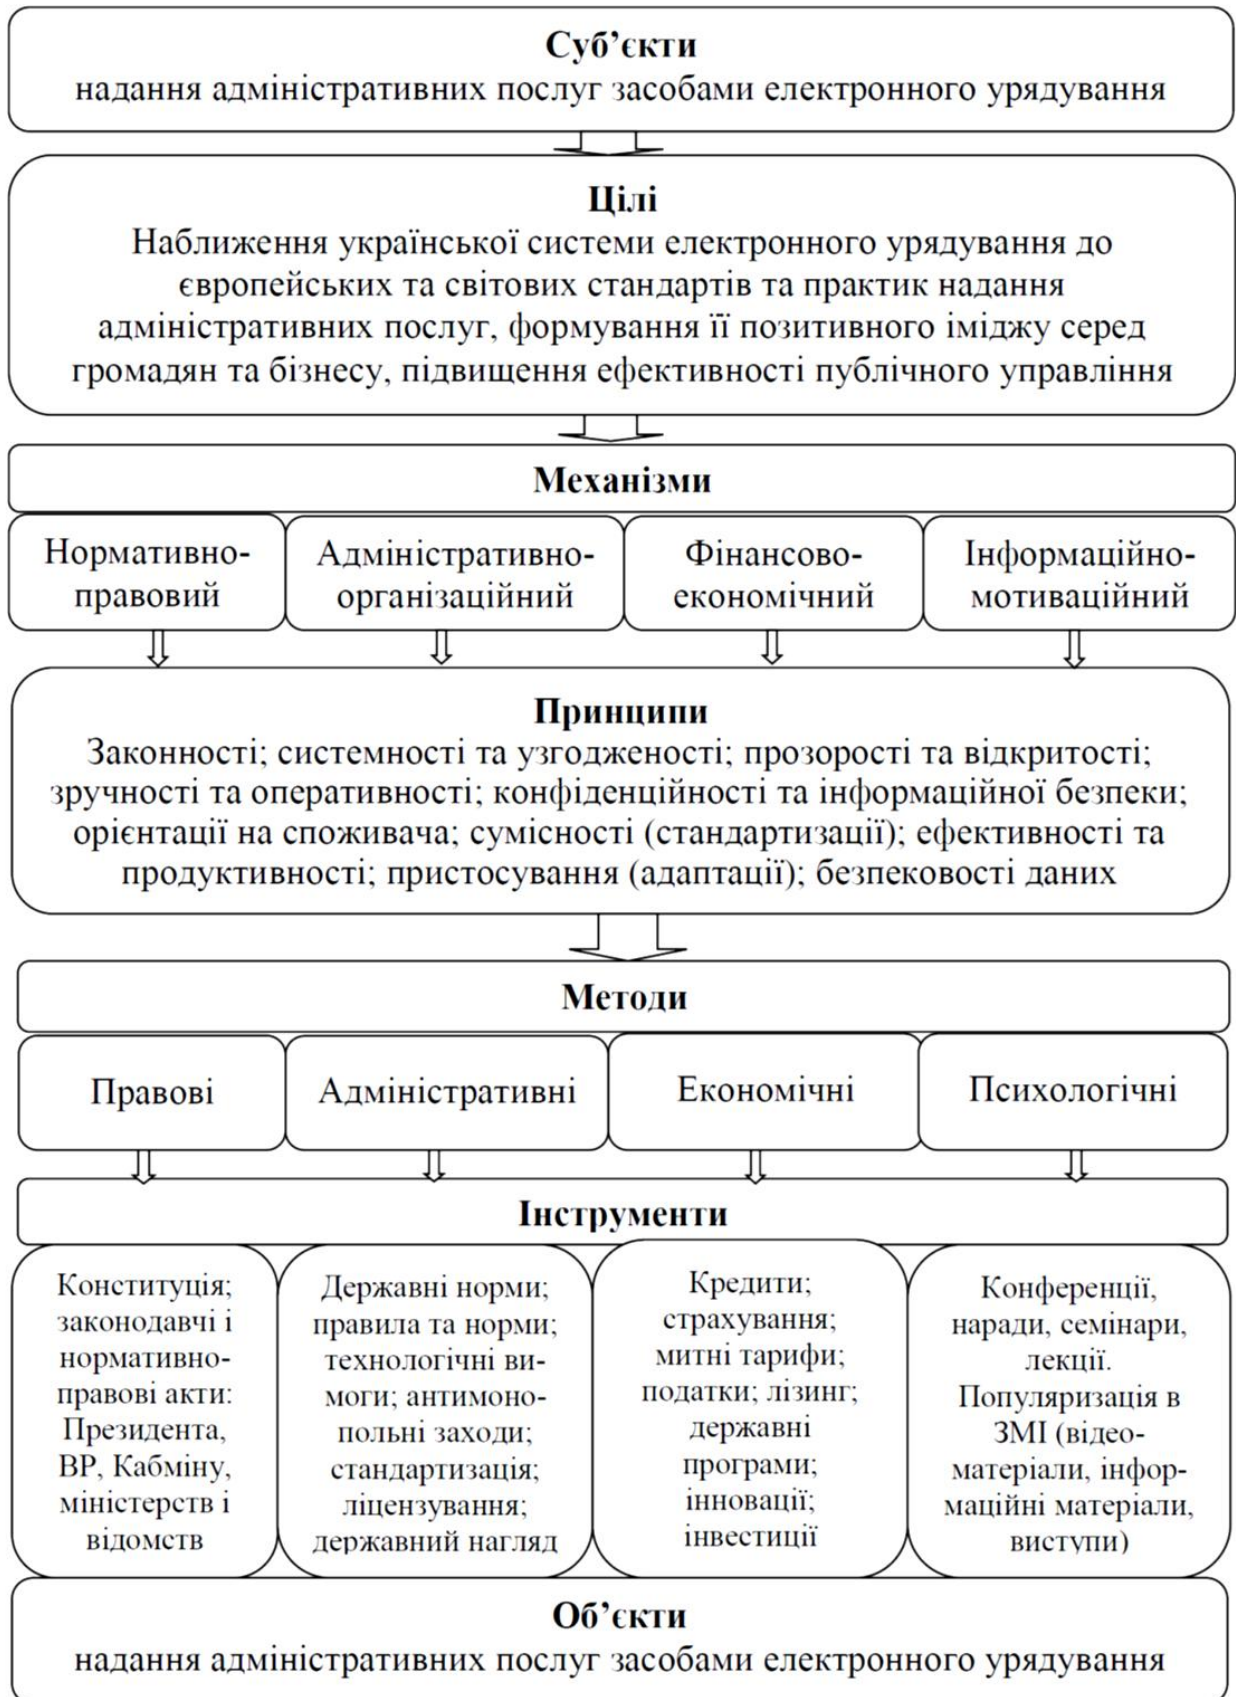 Суб’єкти
надання адміністративних послуг засобами електронного урядування
Цілі
Наближення української системи електронного урядування до
європейських та світових стандартів та практик надання
адміністративних послуг, формування її позитивного іміджу серед
громадян та бізнесу, підвищення ефективності публічного управління
Механізми
Нормативно-
правовий
Адміністративно-
організаційний
Фінансово-
економічний
Інформаційно-
мотиваційний
Принципи
Законності; системності та узгодженості; прозорості та відкритості;
зручності та оперативності; конфіденційності та інформаційної безпеки;
орієнтації на споживача; сумісності (стандартизації); ефективності та
продуктивності; пристосування (адаптації); безпековості даних
Методи
Правові
Адміністративні
Економічні
Психологічні
Інструменти
Конституція;
законодавчі і
нормативно-
правові акти:
Президента,
ВР, Кабміну,
міністерств і
відомств
Державні норми;
правила та норми;
технологічні ви-
моги; антимоно-
польні заходи;
стандартизація;
ліцензування;
державний нагляд
Кредити;
страхування;
митні тарифи;
податки; лізинг;
державні
програми;
інновації;
інвестиції
Конференції,
наради, семінари,
лекції.
Популяризація в
ЗМІ (відео-
матеріали, інфор-
маційні матеріали,
виступи)
Об’єкти
надання адміністративних послуг засобами електронного урядування